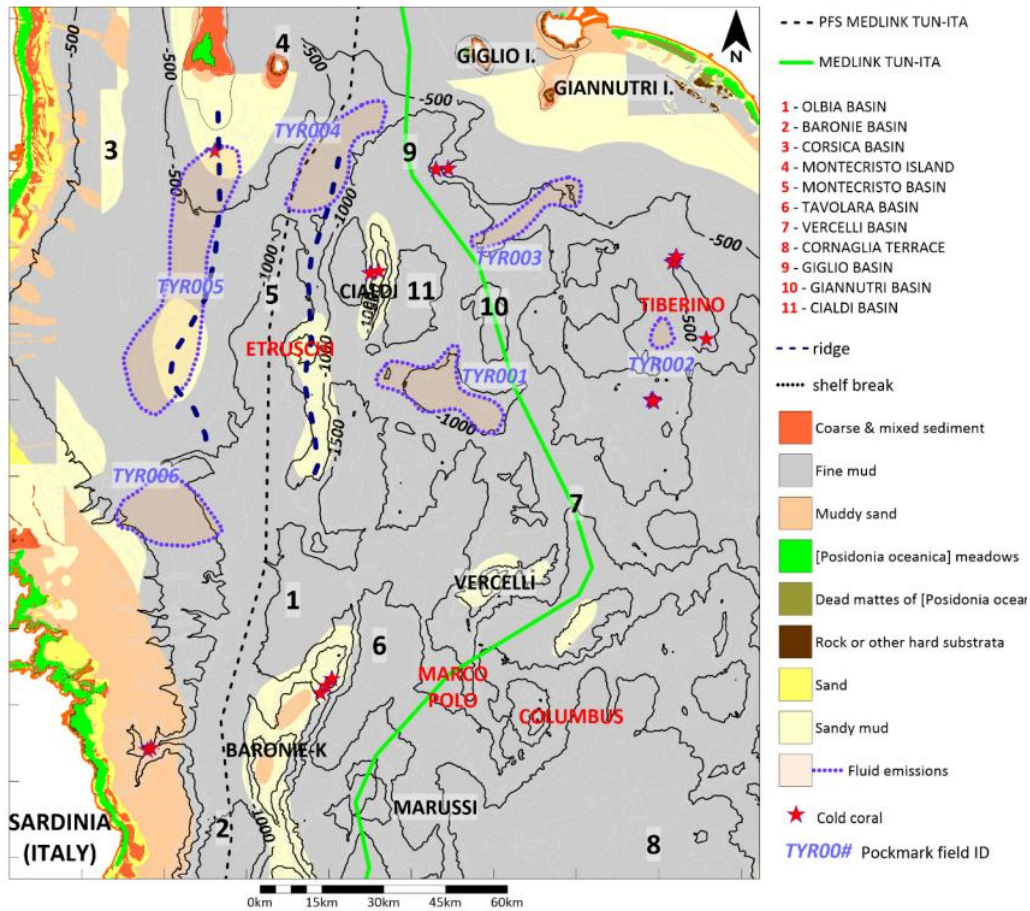 -500
-500
4
-500
GIGLIO I.
GIANNUTRI I.
N
-500
3
TYR004
9
-500
-1000
TYR003
-500
-1000
TYR005
5
CIALDI
11
10
TIBERINO
-500
-1000
ETRUSCHI
-1000
TYR001
TYR002
-1000
-1500
TYR006
7
1
VERCELLI
6
MARCO
POLO
COLUMBUS
BARONIE-K
MARUSSI
-1000
SARDINIA
(ITALY)
2
8
0km 15km 30km 45km 60km
PFS MEDLINK TUN-ITA
MEDLINK TUN-ITA
1 - OLBIA BASIN
2 - BARONIE BASIN
3 - CORSICA BASIN
4 - MONTECRISTO ISLAND
5 - MONTECRISTO BASIN
6 - TAVOLARA BASIN
7 - VERCELLI BASIN
8 - CORNAGLIA TERRACE
9 - GIGLIO BASIN
10 - GIANNUTRI BASIN
11 - CIALDI BASIN
ridge
shelf break
Coarse & mixed sediment
Fine mud
Muddy sand
[Posidonia oceanica] meadows
Dead mattes of [Posidonia ocean
Rock or other hard substrata
Sand
Sandy mud
Fluid emissions
Cold coral
TYR00# Pockmark field ID